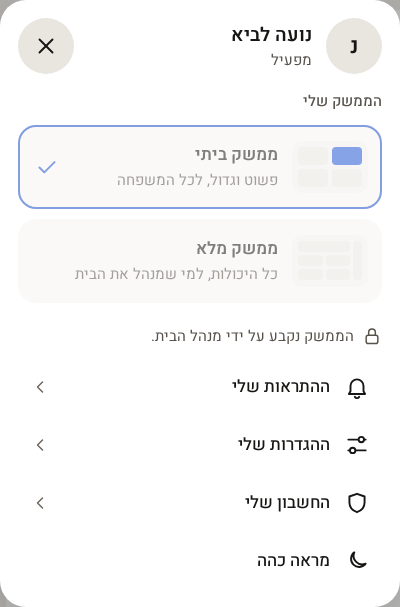 נ
נועה לביא
מפעיל
הממשק שלי
ממשק ביתי
פשוט וגדול, לכל המשפחה
ממשק מלא
כל היכולות, למי שמנהל את הבית
הממשק נקבע על ידי מנהל הבית.
ההתראות שלי
ההגדרות שלי
החשבון שלי
מראה כהה